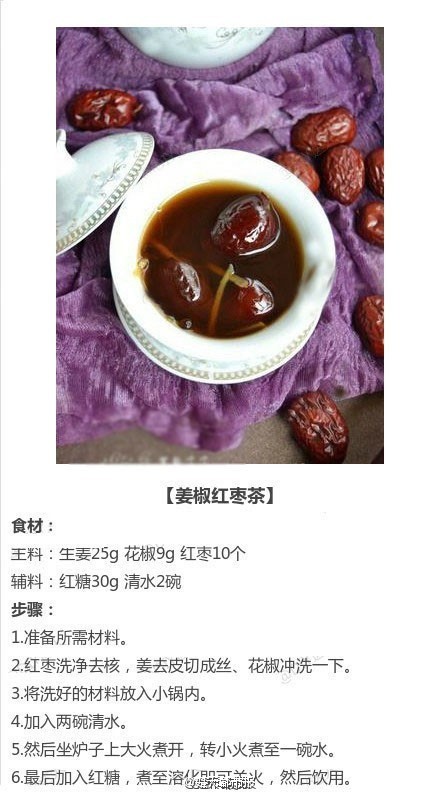 【姜椒红枣茶】
食材：
主料：生姜25g 花椒9g 红枣10个
辅料：红糖30g 清水2碗
步骤：
1.准备所需材料。
2.红枣洗净去核，姜去皮切成丝、花椒冲洗一下。
3.将洗好的材料放入小锅内。
4.加入两碗清水。
5.然后坐炉子上大火煮开，转小火煮至一碗水。
6.最后加入红糖，煮至溶化即可关火，然后饮用。
@楚天都市报